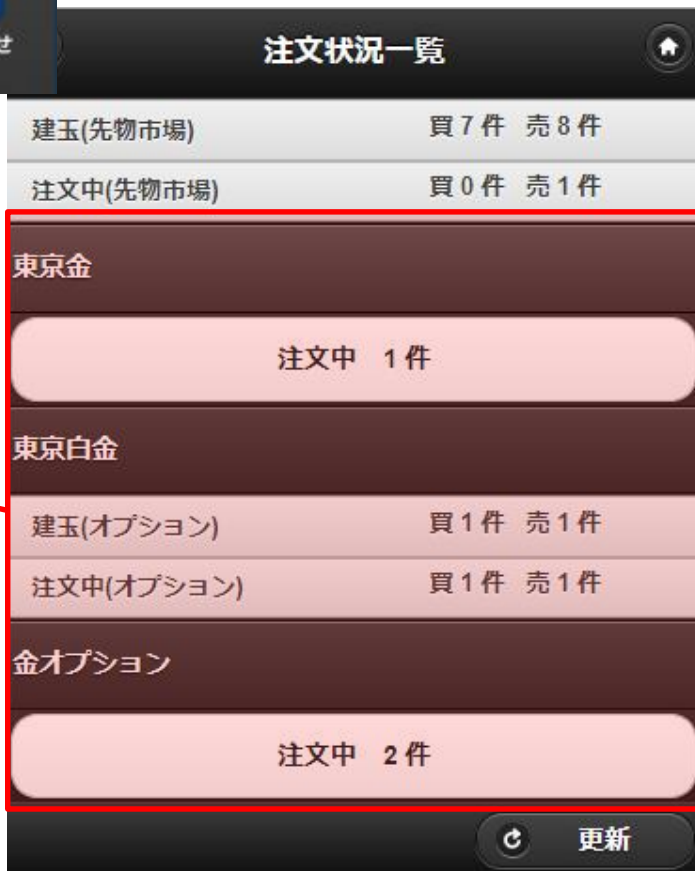 せ
注文状況一覧
建玉(先物市場) 買7件 売8件
注文中(先物市場) 買0件 売1件
東京金
注文中 1件
東京白金
建玉(オプション) 買1件 売1件
注文中(オプション) 買1件 売1件
金オプション
注文中 2件
更新